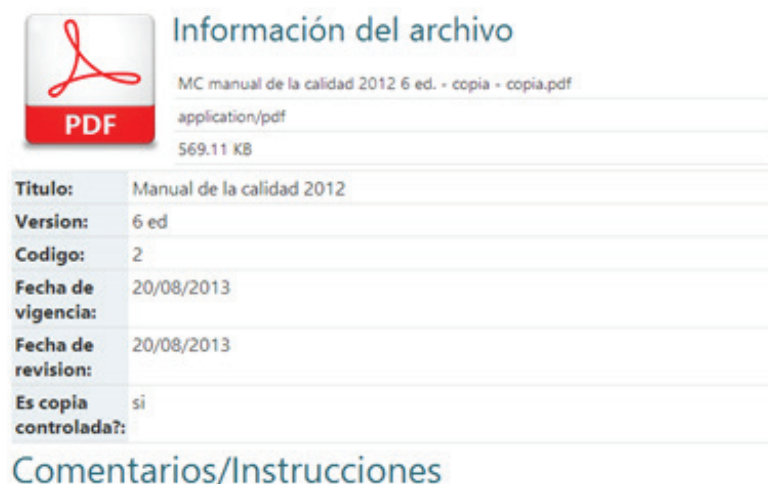 Información del archivo
MC manual de la calidad 2012 6 ed. - copia - copia.pdf
application/pdf
569.11 KB
PDF
Titulo: Manual de la calidad 2012
Version: 6 ed
Codigo: 2
Fecha de vigencia: 20/08/2013
Fecha de revision: 20/08/2013
Es copia controlada?: si
Comentarios/Instrucciones